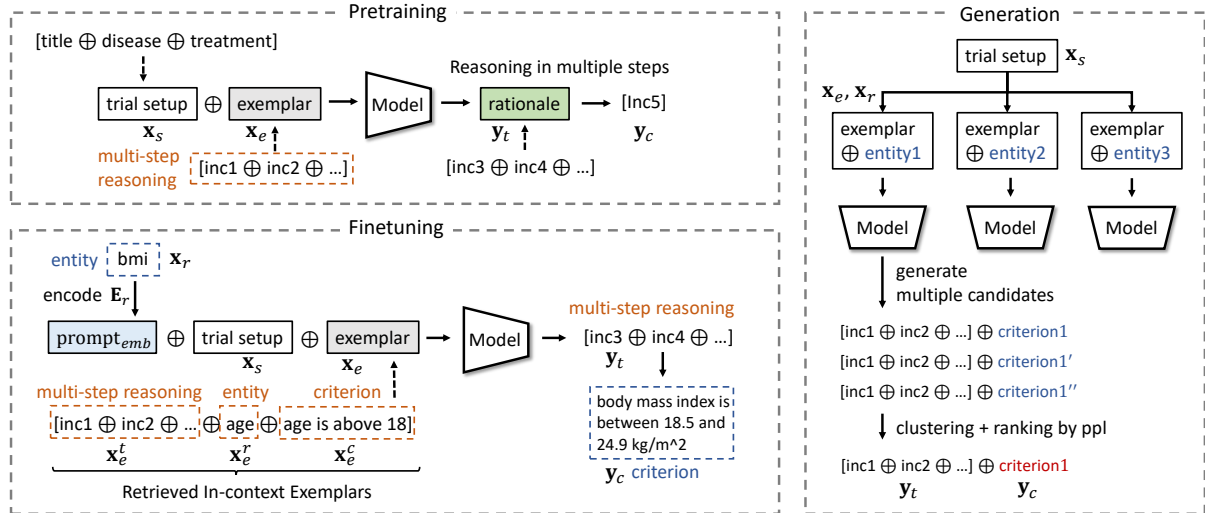 Pretraining
[title ⊕ disease ⊕ treatment]
trial setup ⊕ exemplar
Model
Reasoning in multiple steps
rationale
[Inc5]
x_s
x_e
y_t
y_c
multi-step
reasoning
[inc1 ⊕ inc2 ⊕ ...]
[inc3 ⊕ inc4 ⊕ ...]
Finetuning
entity bmi x_r
encode E_r
prompt_emb ⊕ trial setup ⊕ exemplar
Model
x_s
x_e
multi-step reasoning
[inc3 ⊕ inc4 ⊕ ...]
y_t
multi-step reasoning entity criterion
[inc1 ⊕ inc2 ⊕ ... ⊕ age ⊕ age is above 18]
x_e^t x_e^r x_e^c
Retrieved In-context Exemplars
body mass index is
between 18.5 and
24.9 kg/m^2
y_c criterion
Generation
trial setup x_s
x_e, x_r
exemplar
⊕ entity1
exemplar
⊕ entity2
exemplar
⊕ entity3
Model
Model
Model
generate
multiple candidates
[inc1 ⊕ inc2 ⊕ ...] ⊕ criterion1
[inc1 ⊕ inc2 ⊕ ...] ⊕ criterion1′
[inc1 ⊕ inc2 ⊕ ...] ⊕ criterion1′′
clustering + ranking by ppl
[inc1 ⊕ inc2 ⊕ ...] ⊕ criterion1
y_t y_c